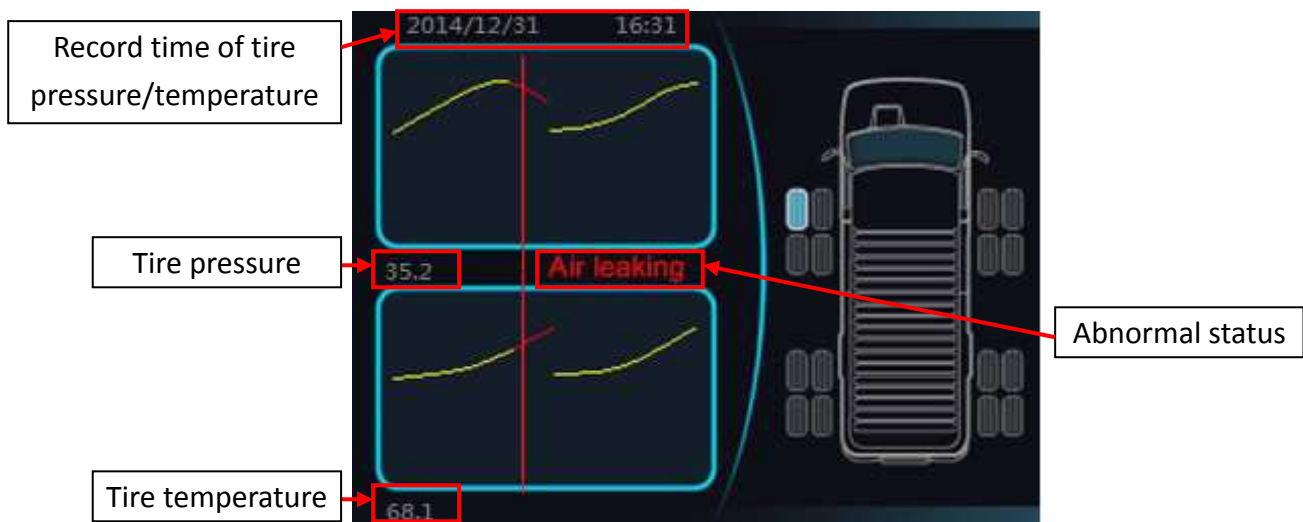 Record time of tire
pressure/temperature
2014/12/31 16:31
Tire pressure
35.2
Air leaking
Abnormal status
Tire temperature
68.1